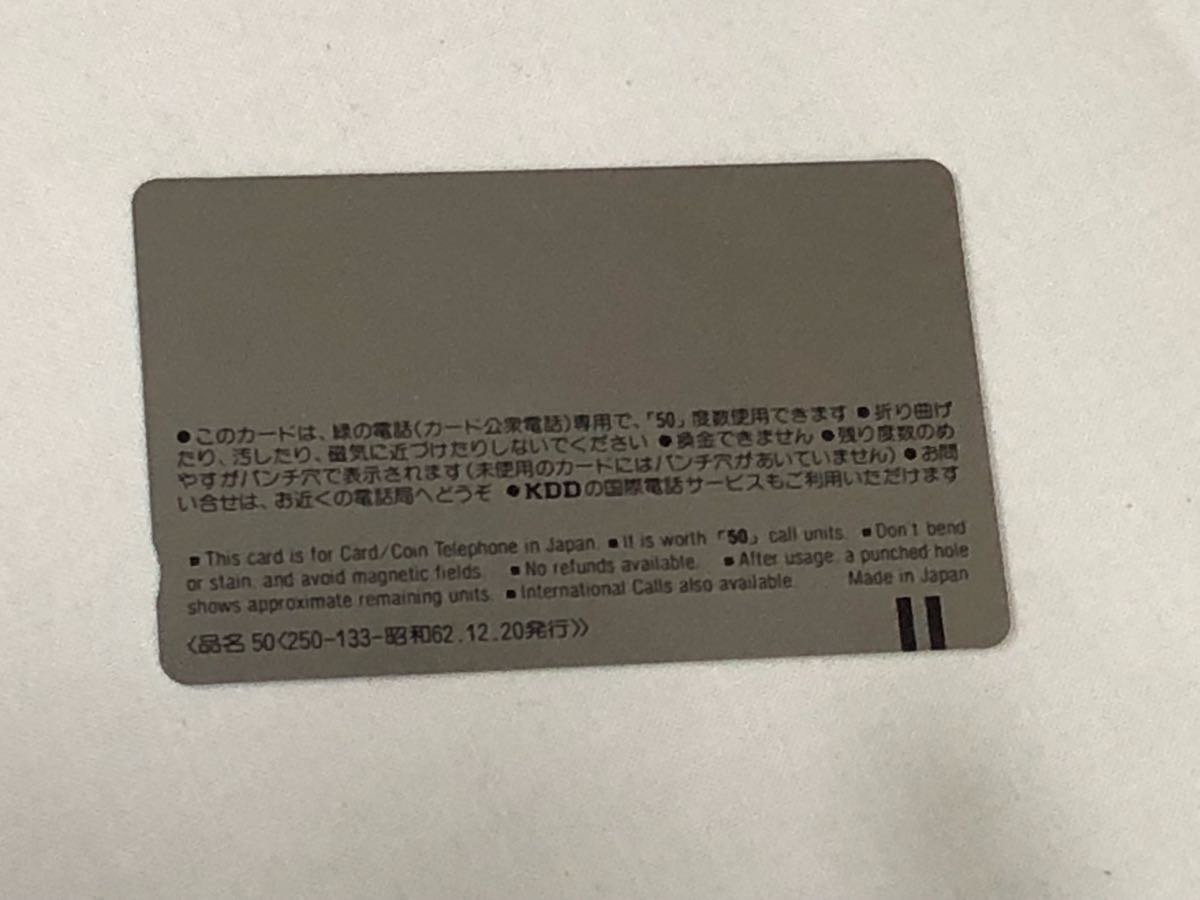 ●このカードは、緑の電話(カード公衆電話)専用で、「50」度数使用できます ●折り曲げ
たり、汚したり、磁気に近づけたりしないでください ●換金できません ●残り度数のめ
やすがパンチ穴で表示されます(未使用のカードにはパンチ穴があいていません) ●お問
い合せは、お近くの電話局へどうぞ ●KDDの国際電話サービスもご利用いただけます
■This card is for Card/Coin Telephone in Japan. ■It is worth「50」call units. ■Don't bend
or stain, and avoid magnetic fields. ■No refunds available. ■After usage, a punched hole
shows approximate remaining units. ■International Calls also available. Made in Japan
〈品名 50〈250-133-昭和62.12.20発行〉〉